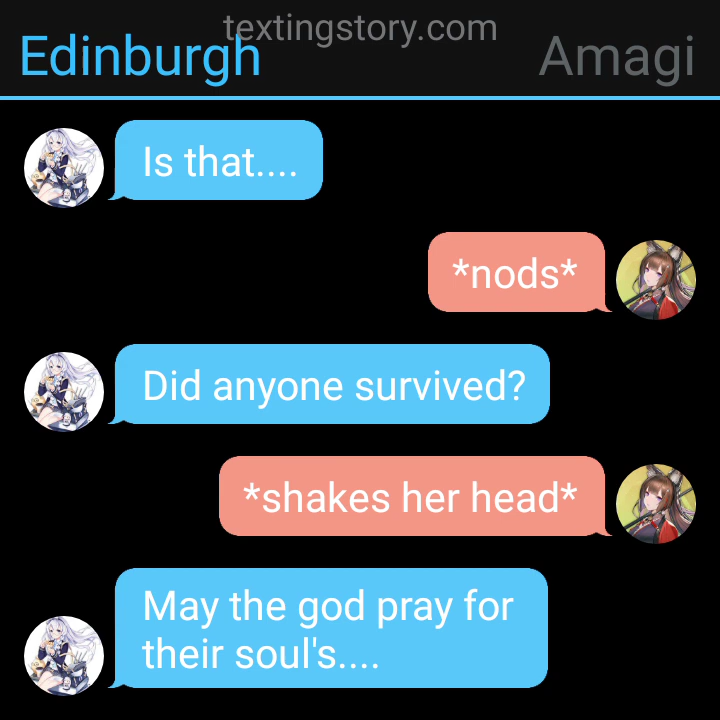 textingstory.com
Edinburgh Amagi
Is that....
*nods*
Did anyone survived?
*shakes her head*
May the god pray for
their soul's....